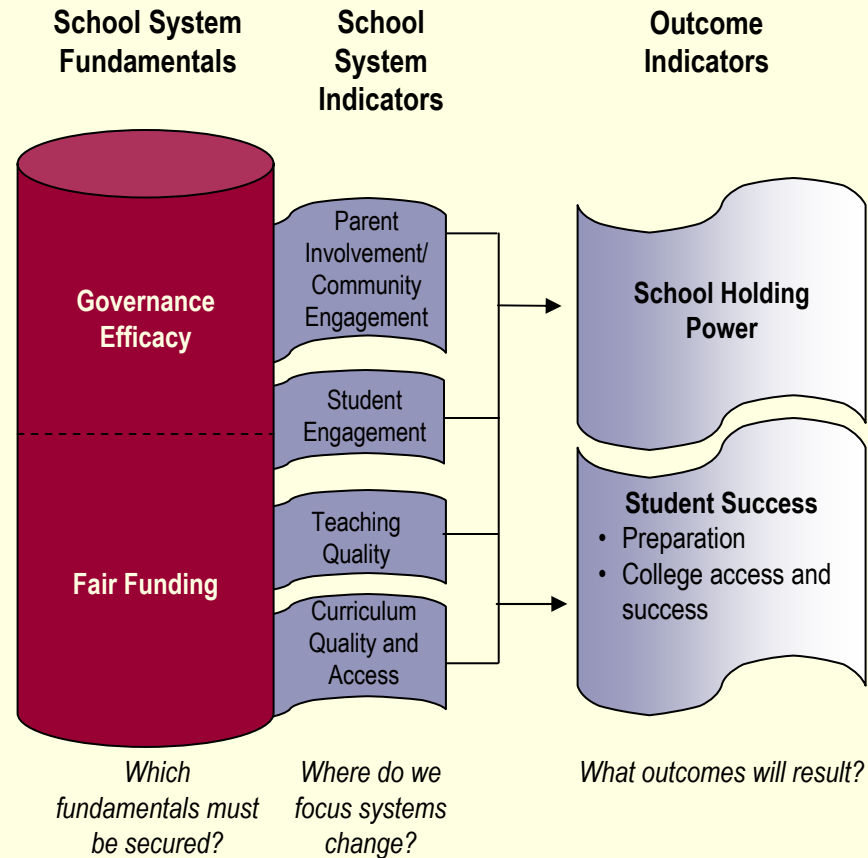 School System
Fundamentals
School
System
Indicators
Outcome
Indicators
Governance
Efficacy
Fair Funding
Parent
Involvement/
Community
Engagement
Student
Engagement
Teaching
Quality
Curriculum
Quality and
Access
School Holding
Power
Student Success
• Preparation
• College access and
success
Which
fundamentals must
be secured?
Where do we
focus systems
change?
What outcomes will result?